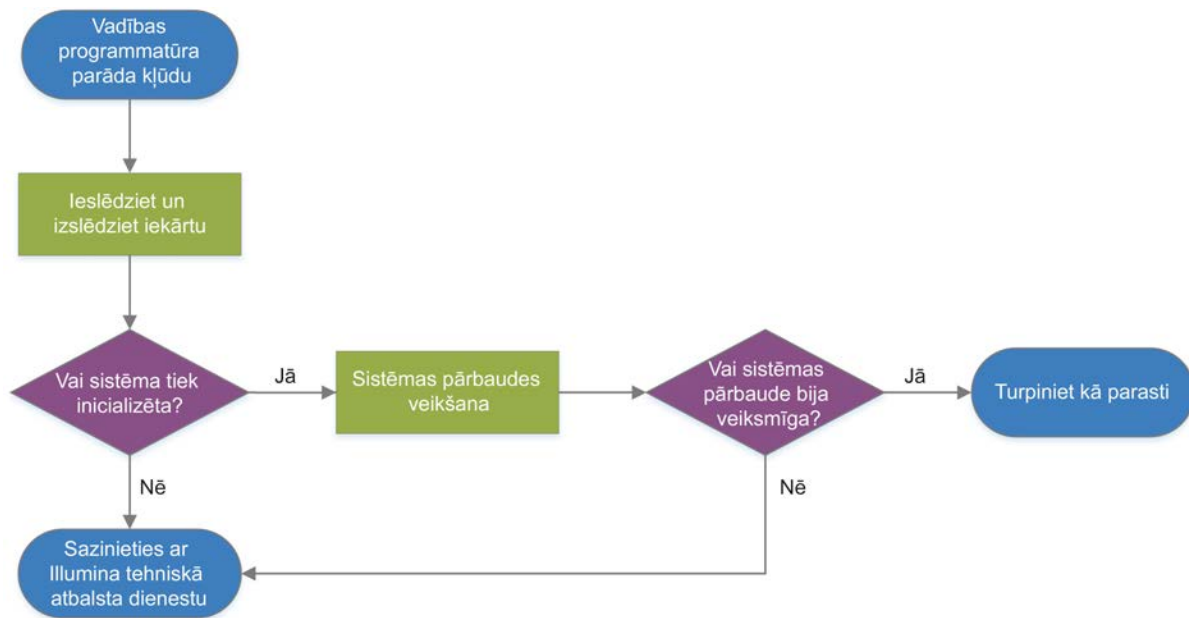 Vadības
programmatūra
parāda kļūdu
Ieslēdziet un
izslēdziet iekārtu
Vai sistēma tiek
inicializēta?
Jā
Sistēmas pārbaudes
veikšana
Vai sistēmas
pārbaude bija
veiksmīga?
Jā
Turpiniet kā parasti
Nē
Nē
Sazinieties ar
Illumina tehniskā
atbalsta dienestu